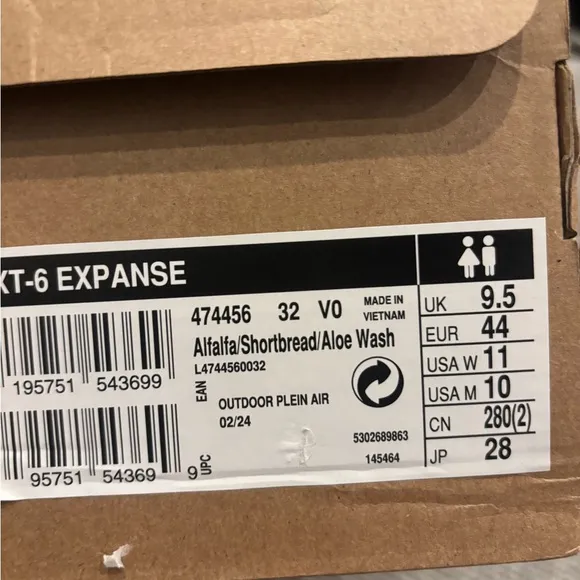 XT-6 EXPANSE
474456 32 V0
MADE IN
VIETNAM
Alfalfa/Shortbread/Aloe Wash
L4744560032
EAN
195751 543699
OUTDOOR PLEIN AIR
02/24
5302689863
145464
95751 54369 9
UPC
UK 9.5
EUR 44
USA W 11
USA M 10
CN 280(2)
JP 28